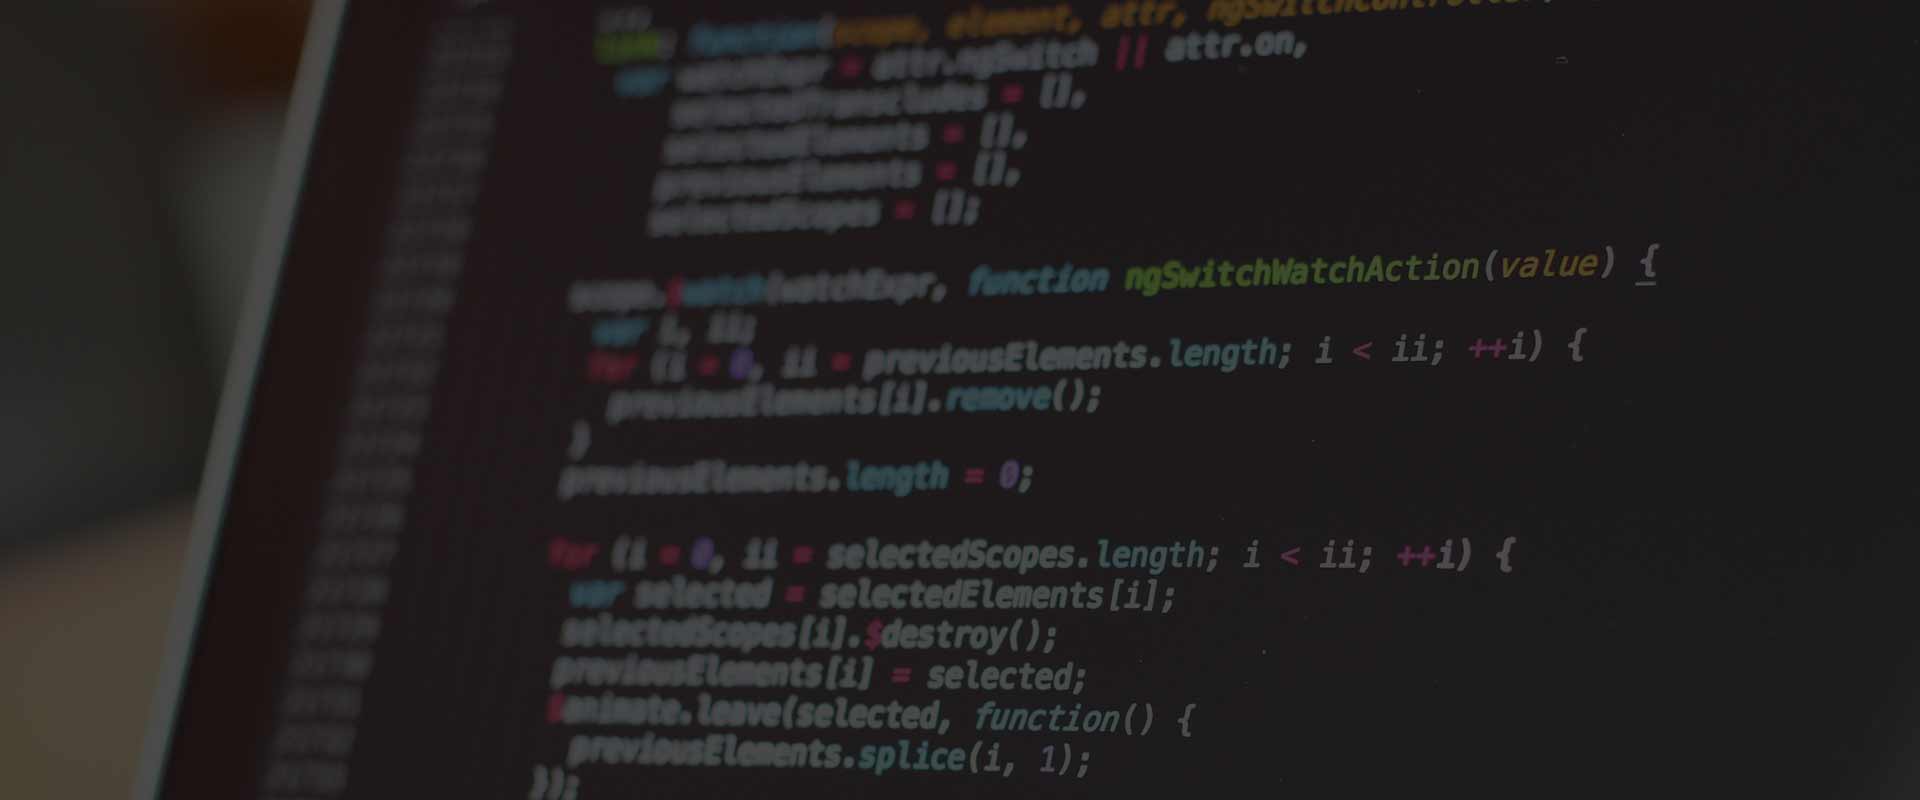 function(scope, element, attr, ngSwitchController
var watchExpr = attr.ngSwitch || attr.on,
selectedTranscludes = [],
selectedElements = [],
previousElements = [],
selectedScopes = [];
scope.$watch(watchExpr, function ngSwitchWatchAction(value) {
var i, ii;
for (i = 0, ii = previousElements.length; i < ii; ++i) {
previousElements[i].remove();
}
previousElements.length = 0;
for (i = 0, ii = selectedScopes.length; i < ii; ++i) {
var selected = selectedElements[i];
selectedScopes[i].$destroy();
previousElements[i] = selected;
$animate.leave(selected, function() {
previousElements.splice(i, 1);
});